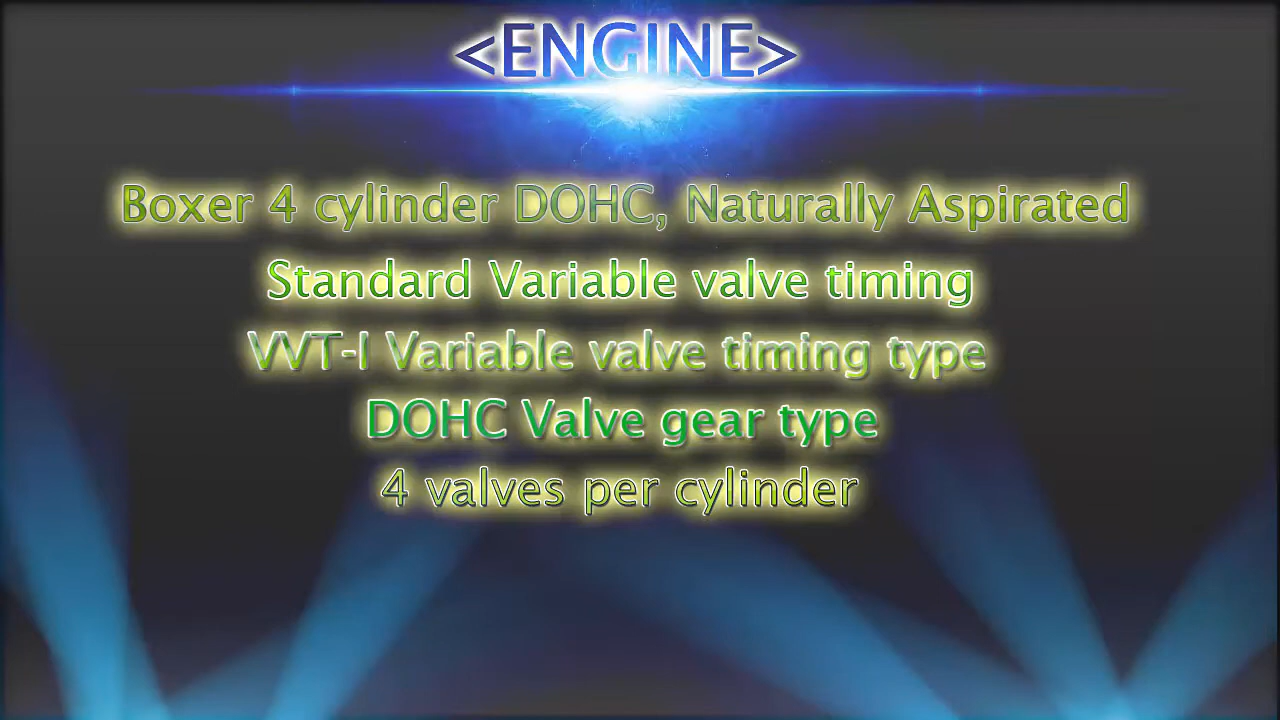 <ENGINE>
Boxer 4 cylinder DOHC, Naturally Aspirated
Standard Variable valve timing
VVT-I Variable valve timing type
DOHC Valve gear type
4 valves per cylinder